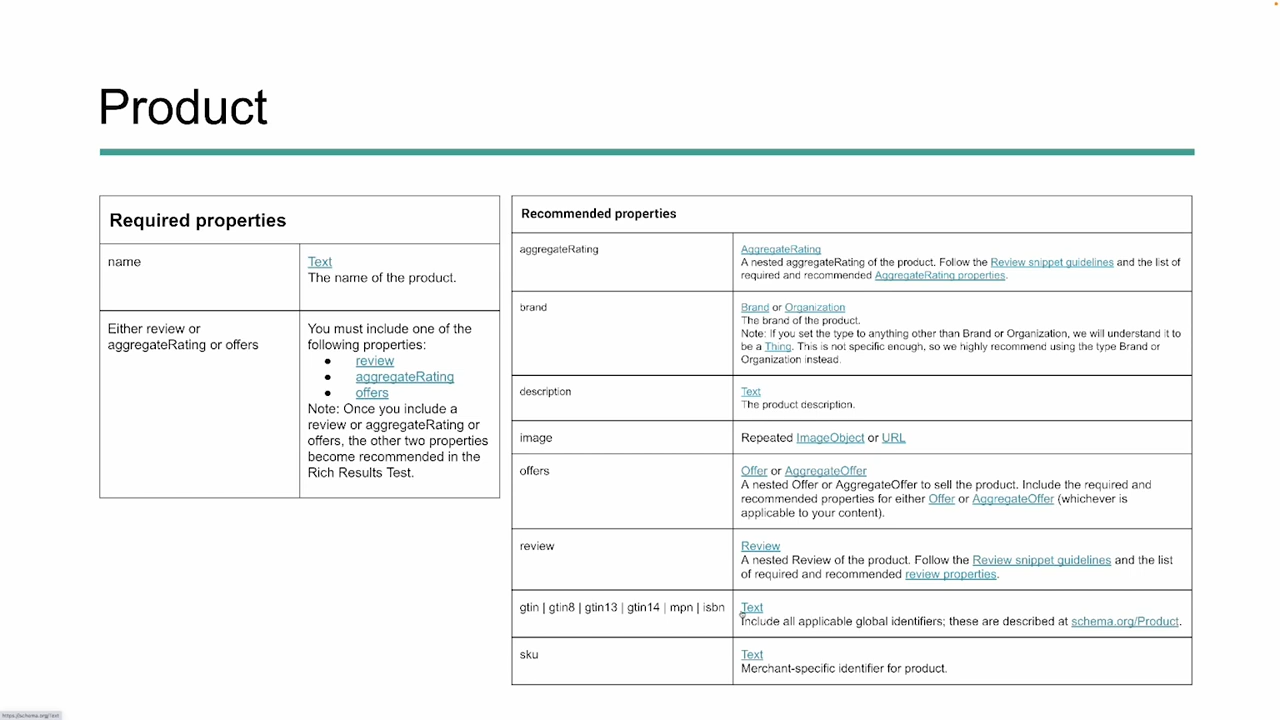 Product
Required properties
name
Text
The name of the product.
Either review or
aggregateRating or offers
You must include one of the
following properties:
● review
● aggregateRating
● offers
Note: Once you include a
review or aggregateRating or
offers, the other two properties
become recommended in the
Rich Results Test.
Recommended properties
aggregateRating
AggregateRating
A nested aggregateRating of the product. Follow the Review snippet guidelines and the list of
required and recommended AggregateRating properties.
brand
Brand or Organization
The brand of the product.
Note: If you set the type to anything other than Brand or Organization, we will understand it to
be a Thing. This is not specific enough, so we highly recommend using the type Brand or
Organization instead.
description
Text
The product description.
image
Repeated ImageObject or URL
offers
Offer or AggregateOffer
A nested Offer or AggregateOffer to sell the product. Include the required and
recommended properties for either Offer or AggregateOffer (whichever is
applicable to your content).
review
Review
A nested Review of the product. Follow the Review snippet guidelines and the list
of required and recommended review properties.
gtin | gtin8 | gtin13 | gtin14 | mpn | isbn
Text
Include all applicable global identifiers; these are described at schema.org/Product.
sku
Text
Merchant-specific identifier for product.
https://schema.org/Text